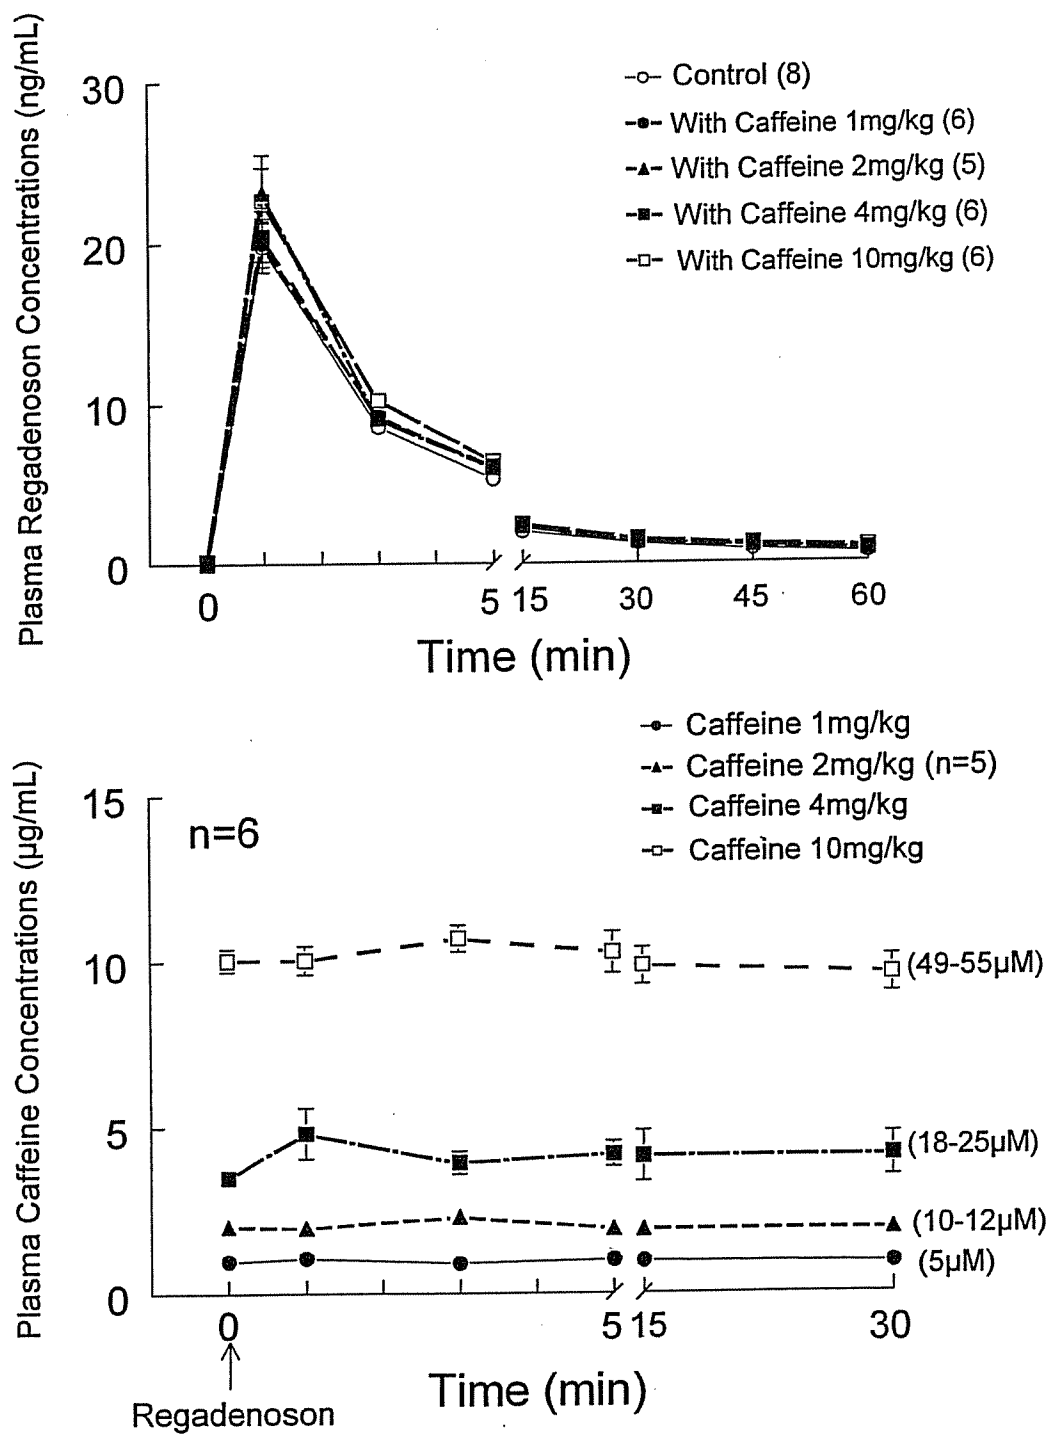 Plasma Regadenoson Concentrations (ng/mL)
30
20
10
0
Control (8)
With Caffeine 1mg/kg (6)
With Caffeine 2mg/kg (5)
With Caffeine 4mg/kg (6)
With Caffeine 10mg/kg (6)
0
5
15
30
45
60
Time (min)
Plasma Caffeine Concentrations (µg/mL)
15
10
5
0
n=6
Caffeine 1mg/kg
Caffeine 2mg/kg (n=5)
Caffeine 4mg/kg
Caffeine 10mg/kg
(49-55µM)
(18-25µM)
(10-12µM)
(5µM)
0
5
15
30
Time (min)
Regadenoson